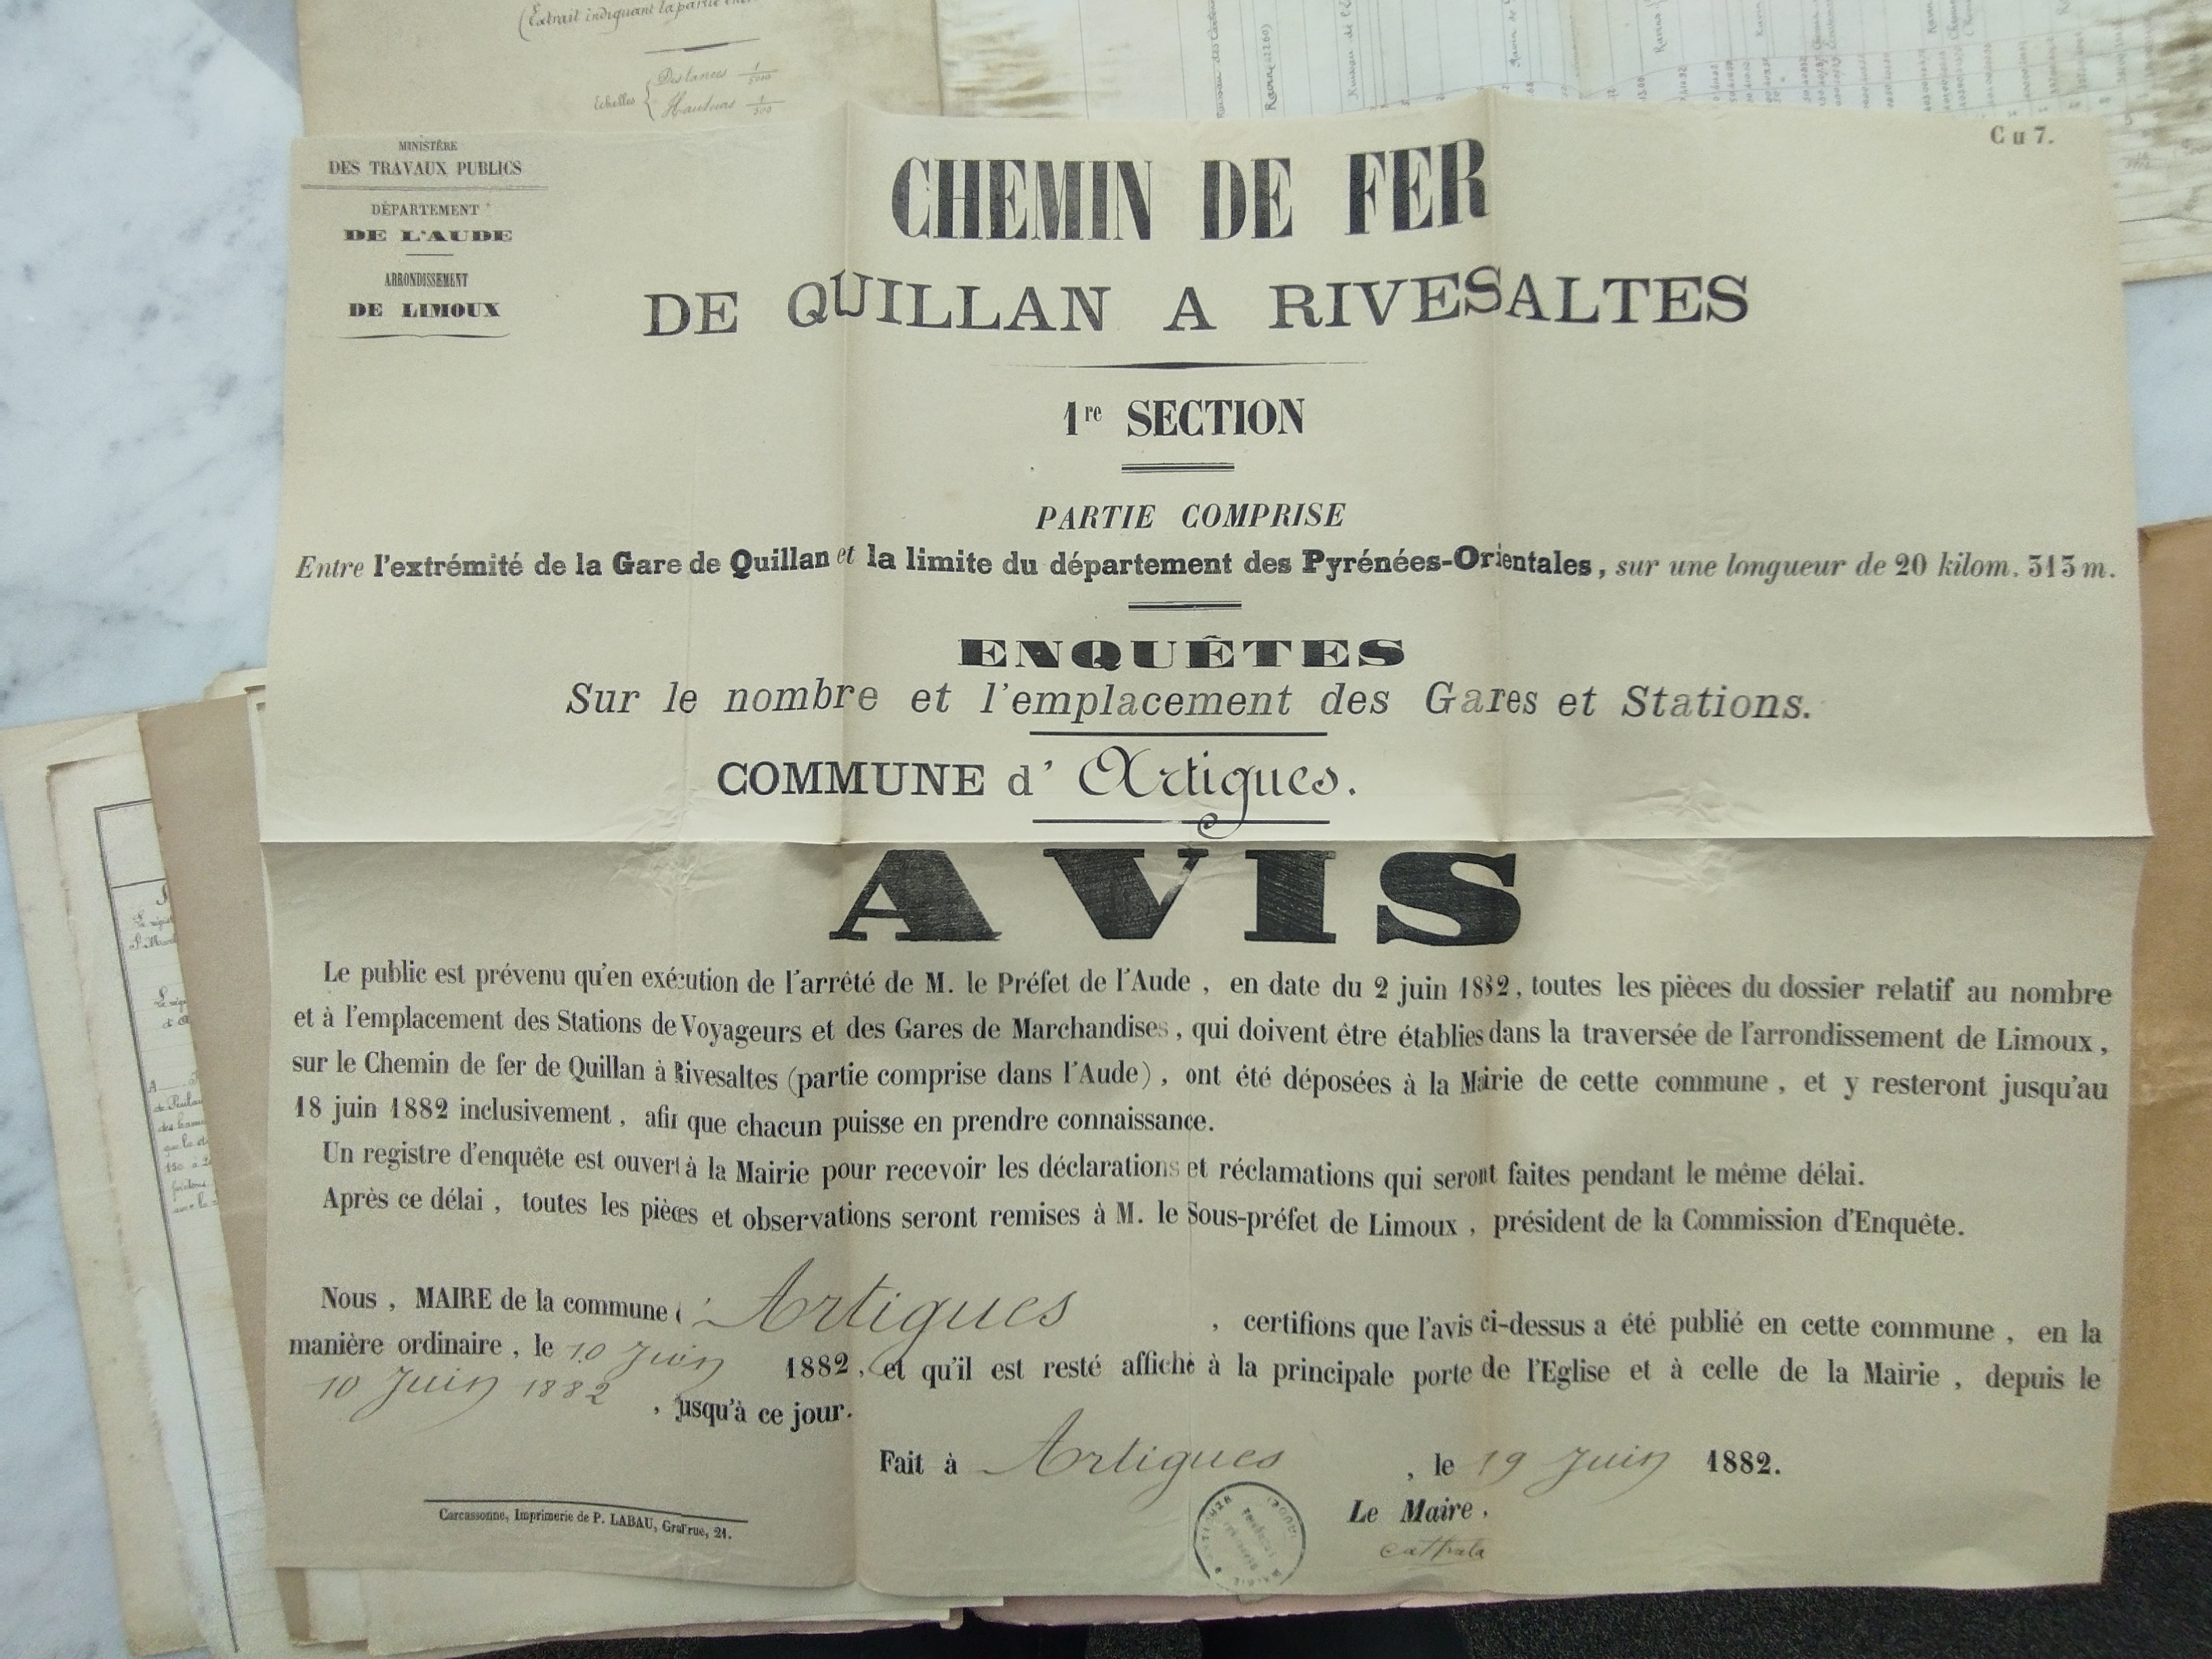 (Extrait indiquant la partie
Echelles
Distances 1/5000
Hauteurs 1/500
Ravine
C u 7.
MINISTÈRE
DES TRAVAUX PUBLICS
DÉPARTEMENT
DE L'AUDE
ARRONDISSEMENT
DE LIMOUX
CHEMIN DE FER
DE QUILLAN A RIVESALTES
1re SECTION
PARTIE COMPRISE
Entre l'extrémité de la Gare de Quillan et la limite du département des Pyrénées-Orientales, sur une longueur de 20 kilom. 313 m.
ENQUÊTES
Sur le nombre et l'emplacement des Gares et Stations.
COMMUNE d' Artigues.
AVIS
Le public est prévenu qu'en exécution de l'arrêté de M. le Préfet de l'Aude, en date du 2 juin 1882, toutes les pièces du dossier relatif au nombre
et à l'emplacement des Stations de Voyageurs et des Gares de Marchandises, qui doivent être établies dans la traversée de l'arrondissement de Limoux,
sur le Chemin de fer de Quillan à Rivesaltes (partie comprise dans l'Aude), ont été déposées à la Mairie de cette commune, et y resteront jusqu'au
18 juin 1882 inclusivement, afin que chacun puisse en prendre connaissance.
Un registre d'enquête est ouvert à la Mairie pour recevoir les déclarations et réclamations qui seront faites pendant le même délai.
Après ce délai, toutes les pièces et observations seront remises à M. le Sous-préfet de Limoux, président de la Commission d'Enquête.
Nous, MAIRE de la commune d' Artigues, certifions que l'avis ci-dessus a été publié en cette commune, en la
manière ordinaire, le 10 Juin 1882, et qu'il est resté affiché à la principale porte de l'Eglise et à celle de la Mairie, depuis le
10 Juin 1882, jusqu'à ce jour.
Fait à Artigues, le 19 Juin 1882.
Le Maire,
Carcassonne, Imprimerie de P. LABAU, Grand'rue, 21.